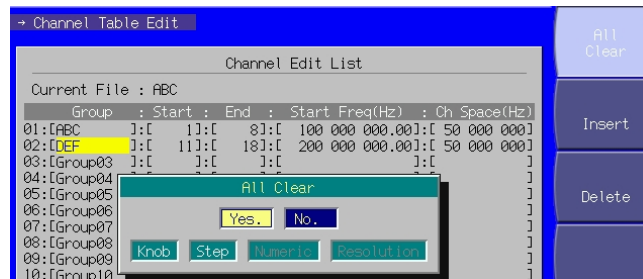 → Channel Table Edit
All
Clear
Channel Edit List
Current File : ABC
Group : Start : End : Start Freq(Hz) : Ch Space(Hz)
01:[ABC ]:[ 1]:[ 8]:[ 100 000 000.00]:[ 50 000 000]
02:[DEF ]:[ 11]:[ 18]:[ 200 000 000.00]:[ 50 000 000]
03:[Group03 ]:[ ]:[ ]:[ ]:[ ]
04:[Group04
05:[Group05
06:[Group06
07:[Group07
08:[Group08
09:[Group09
10:[Group10
All Clear
Yes. No.
Knob Step Numeric Resolution
Insert
Delete